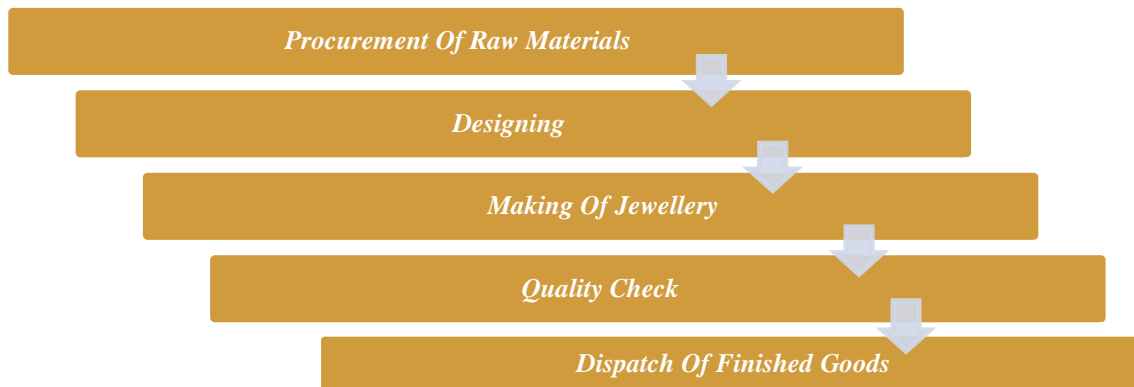 Procurement Of Raw Materials
Designing
Making Of Jewellery
Quality Check
Dispatch Of Finished Goods